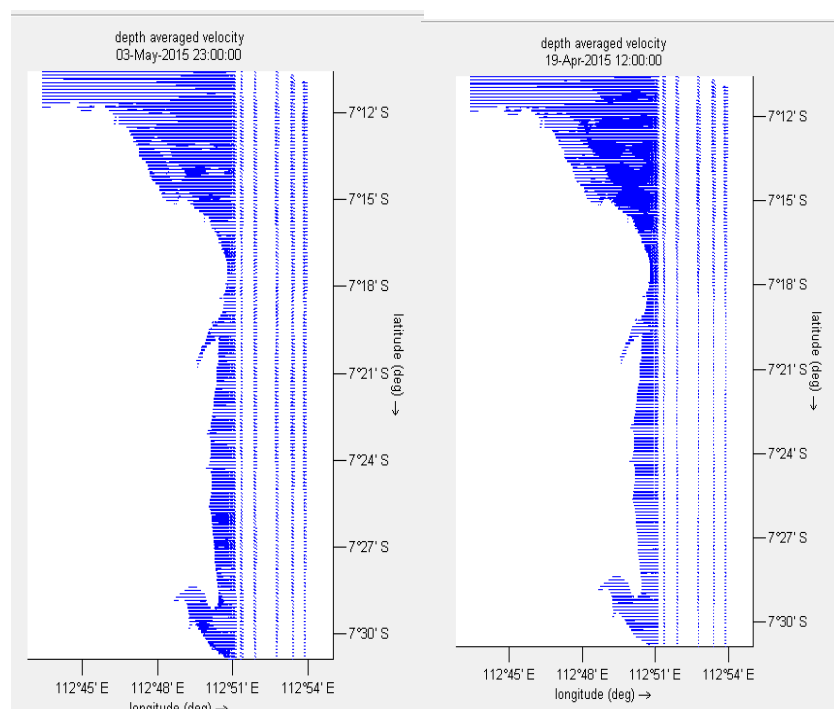 depth averaged velocity
03-May-2015 23:00:00
7°12' S
7°15' S
7°18' S
7°21' S
7°24' S
7°27' S
7°30' S
latitude (deg) →
112°45' E
112°48' E
112°51' E
112°54' E
longitude (deg) →
depth averaged velocity
19-Apr-2015 12:00:00
7°12' S
7°15' S
7°18' S
7°21' S
7°24' S
7°27' S
7°30' S
latitude (deg) →
112°45' E
112°48' E
112°51' E
112°54' E
longitude (deg) →